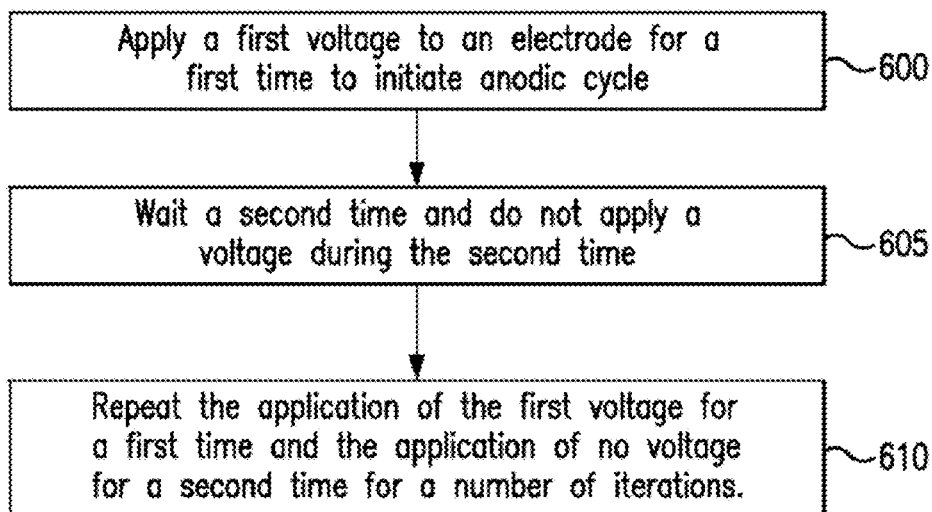 Apply a first voltage to an electrode for a
first time to initiate anodic cycle
600
Wait a second time and do not apply a
voltage during the second time
605
Repeat the application of the first voltage for
a first time and the application of no voltage
for a second time for a number of iterations.
610